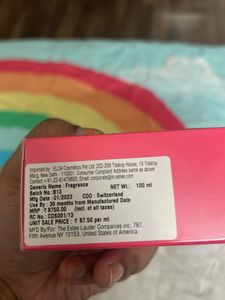 Imported by: ELCA Cosmetics Pvt Ltd. 202-206 Tolstoy House, 15 Tolstoy
Marg, New Delhi - 110001. Consumer Complaint Address same as above
Contact: +91-22-61479800, Email: corporate@in.estee.com
Generic Name : Fragrance NET WT.: 100 ml
Batch No.: B13
Mfg Date : 01/2023 COO : Switzerland
Use By : 36 months from Manufactured Date
MRP : ₹ 8750.00 (Incl. of all taxes)
RC No.: COS001/13
Unit Sale Price : ₹ 87.50 per ml
MFD By : The Estee Lauder Companies inc. 767,
Fifth Avenue NY 10153, United States of America